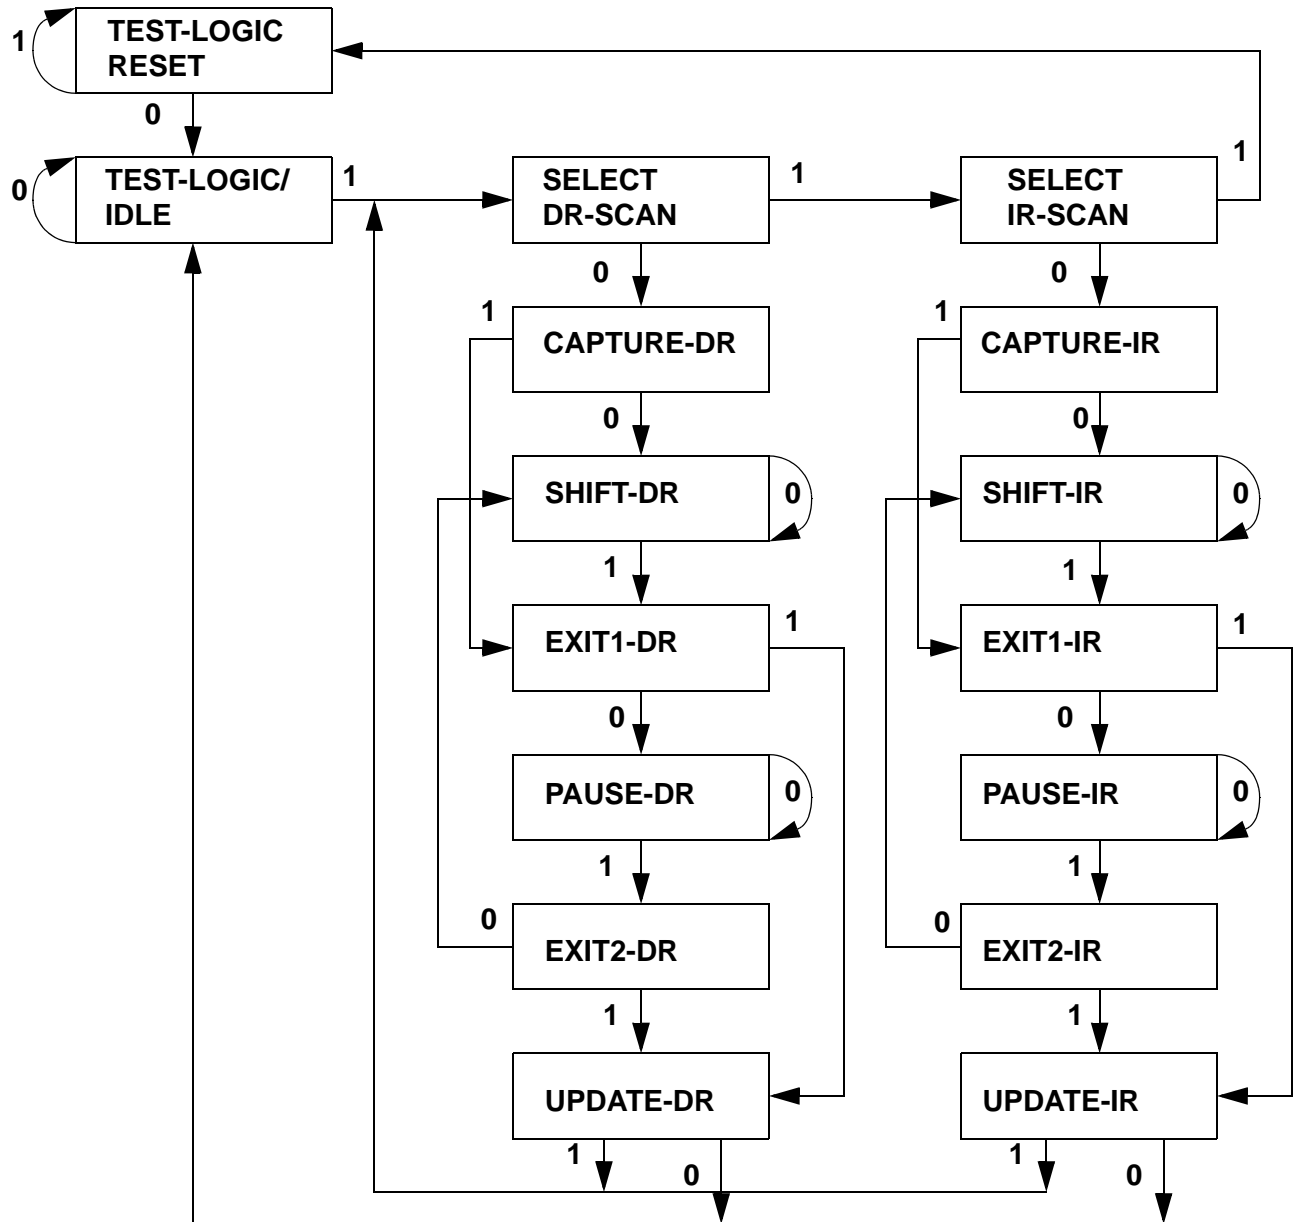 TEST-LOGIC
RESET
1
0
TEST-LOGIC/
IDLE
0
1
SELECT
DR-SCAN
1
SELECT
IR-SCAN
1
0
0
1
CAPTURE-DR
1
CAPTURE-IR
0
0
SHIFT-DR
0
SHIFT-IR
0
1
1
EXIT1-DR
1
EXIT1-IR
1
0
0
PAUSE-DR
0
PAUSE-IR
0
1
1
0
EXIT2-DR
0
EXIT2-IR
1
1
UPDATE-DR
UPDATE-IR
1
0
1
0